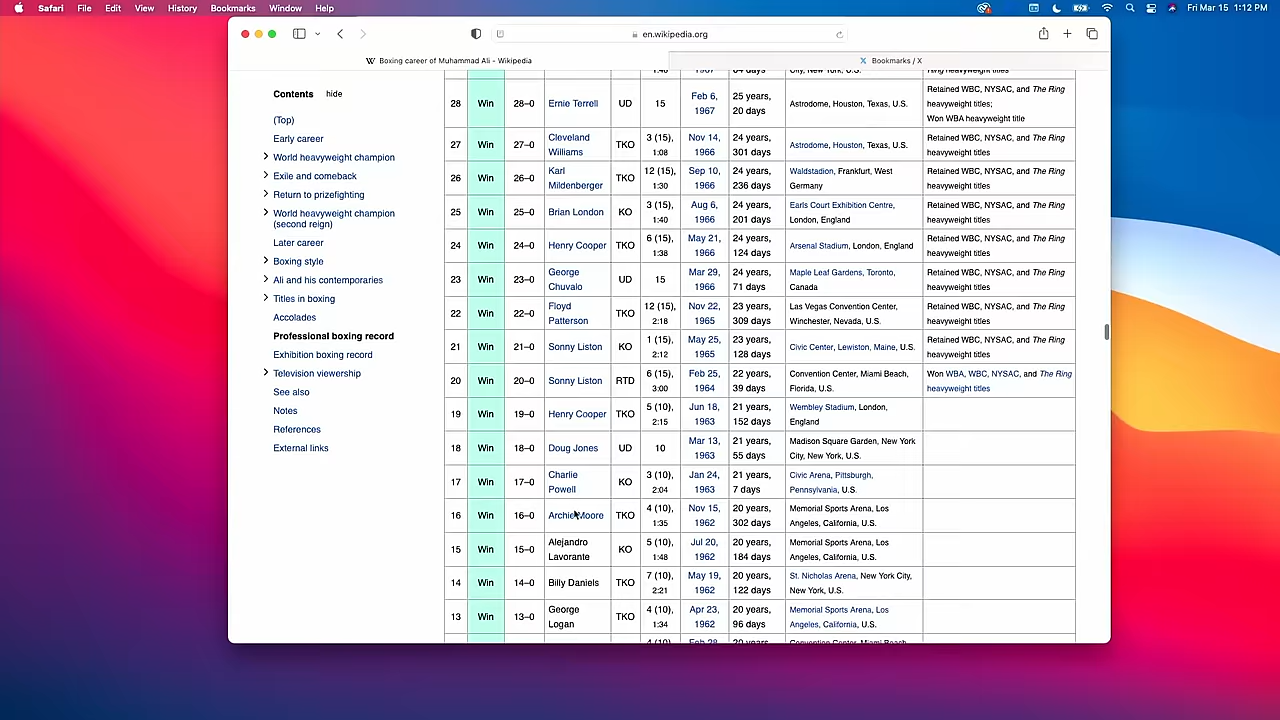 Safari File Edit View History Bookmarks Window Help Fri Mar 15 1:12 PM
en.wikipedia.org
Boxing career of Muhammad Ali - Wikipedia
Bookmarks / X
Contents hide
(Top)
Early career
World heavyweight champion
Exile and comeback
Return to prizefighting
World heavyweight champion
(second reign)
Later career
Boxing style
Ali and his contemporaries
Titles in boxing
Accolades
Professional boxing record
Exhibition boxing record
Television viewership
See also
Notes
References
External links
28 Win 28–0 Ernie Terrell UD 15 Feb 6, 1967 25 years, 20 days Astrodome, Houston, Texas, U.S. Retained WBC, NYSAC, and The Ring heavyweight titles; Won WBA heavyweight title
27 Win 27–0 Cleveland Williams TKO 3 (15), 1:08 Nov 14, 1966 24 years, 301 days Astrodome, Houston, Texas, U.S. Retained WBC, NYSAC, and The Ring heavyweight titles
26 Win 26–0 Karl Mildenberger TKO 12 (15), 1:30 Sep 10, 1966 24 years, 236 days Waldstadion, Frankfurt, West Germany Retained WBC, NYSAC, and The Ring heavyweight titles
25 Win 25–0 Brian London KO 3 (15), 1:40 Aug 6, 1966 24 years, 201 days Earls Court Exhibition Centre, London, England Retained WBC, NYSAC, and The Ring heavyweight titles
24 Win 24–0 Henry Cooper TKO 6 (15), 1:38 May 21, 1966 24 years, 124 days Arsenal Stadium, London, England Retained WBC, NYSAC, and The Ring heavyweight titles
23 Win 23–0 George Chuvalo UD 15 Mar 29, 1966 24 years, 71 days Maple Leaf Gardens, Toronto, Canada Retained WBC, NYSAC, and The Ring heavyweight titles
22 Win 22–0 Floyd Patterson TKO 12 (15), 2:18 Nov 22, 1965 23 years, 309 days Las Vegas Convention Center, Winchester, Nevada, U.S. Retained WBC, NYSAC, and The Ring heavyweight titles
21 Win 21–0 Sonny Liston KO 1 (15), 2:12 May 25, 1965 23 years, 128 days Civic Center, Lewiston, Maine, U.S. Retained WBC, NYSAC, and The Ring heavyweight titles
20 Win 20–0 Sonny Liston RTD 6 (15), 3:00 Feb 25, 1964 22 years, 39 days Convention Center, Miami Beach, Florida, U.S. Won WBA, WBC, NYSAC, and The Ring heavyweight titles
19 Win 19–0 Henry Cooper TKO 5 (10), 2:15 Jun 18, 1963 21 years, 152 days Wembley Stadium, London, England
18 Win 18–0 Doug Jones UD 10 Mar 13, 1963 21 years, 55 days Madison Square Garden, New York City, New York, U.S.
17 Win 17–0 Charlie Powell KO 3 (10), 2:04 Jan 24, 1963 21 years, 7 days Civic Arena, Pittsburgh, Pennsylvania, U.S.
16 Win 16–0 Archie Moore TKO 4 (10), 1:35 Nov 15, 1962 20 years, 302 days Memorial Sports Arena, Los Angeles, California, U.S.
15 Win 15–0 Alejandro Lavorante KO 5 (10), 1:48 Jul 20, 1962 20 years, 184 days Memorial Sports Arena, Los Angeles, California, U.S.
14 Win 14–0 Billy Daniels TKO 7 (10), 2:21 May 19, 1962 20 years, 122 days St. Nicholas Arena, New York City, New York, U.S.
13 Win 13–0 George Logan TKO 4 (10), 1:34 Apr 23, 1962 20 years, 96 days Memorial Sports Arena, Los Angeles, California, U.S.